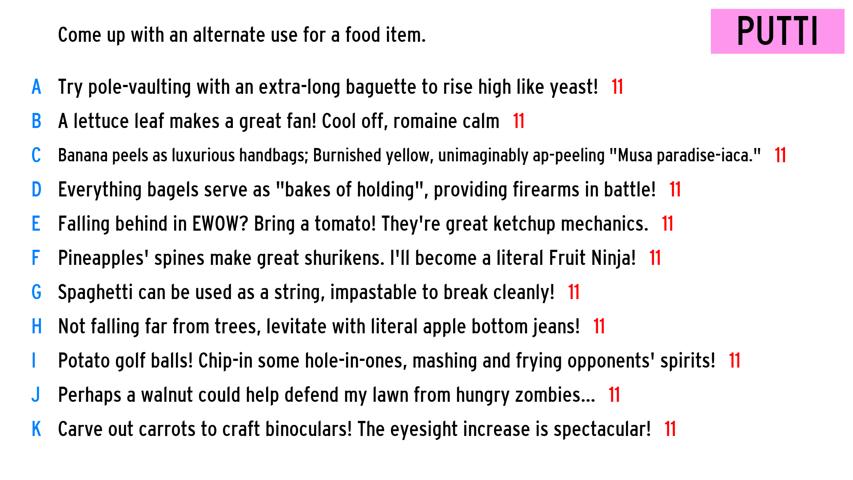 Come up with an alternate use for a food item.
PUTTI
A Try pole-vaulting with an extra-long baguette to rise high like yeast! 11
B A lettuce leaf makes a great fan! Cool off, romaine calm 11
C Banana peels as luxurious handbags; Burnished yellow, unimaginably ap-peeling "Musa paradise-iaca." 11
D Everything bagels serve as "bakes of holding", providing firearms in battle! 11
E Falling behind in EWOW? Bring a tomato! They're great ketchup mechanics. 11
F Pineapples' spines make great shurikens. I'll become a literal Fruit Ninja! 11
G Spaghetti can be used as a string, impastable to break cleanly! 11
H Not falling far from trees, levitate with literal apple bottom jeans! 11
I Potato golf balls! Chip-in some hole-in-ones, mashing and frying opponents' spirits! 11
J Perhaps a walnut could help defend my lawn from hungry zombies... 11
K Carve out carrots to craft binoculars! The eyesight increase is spectacular! 11